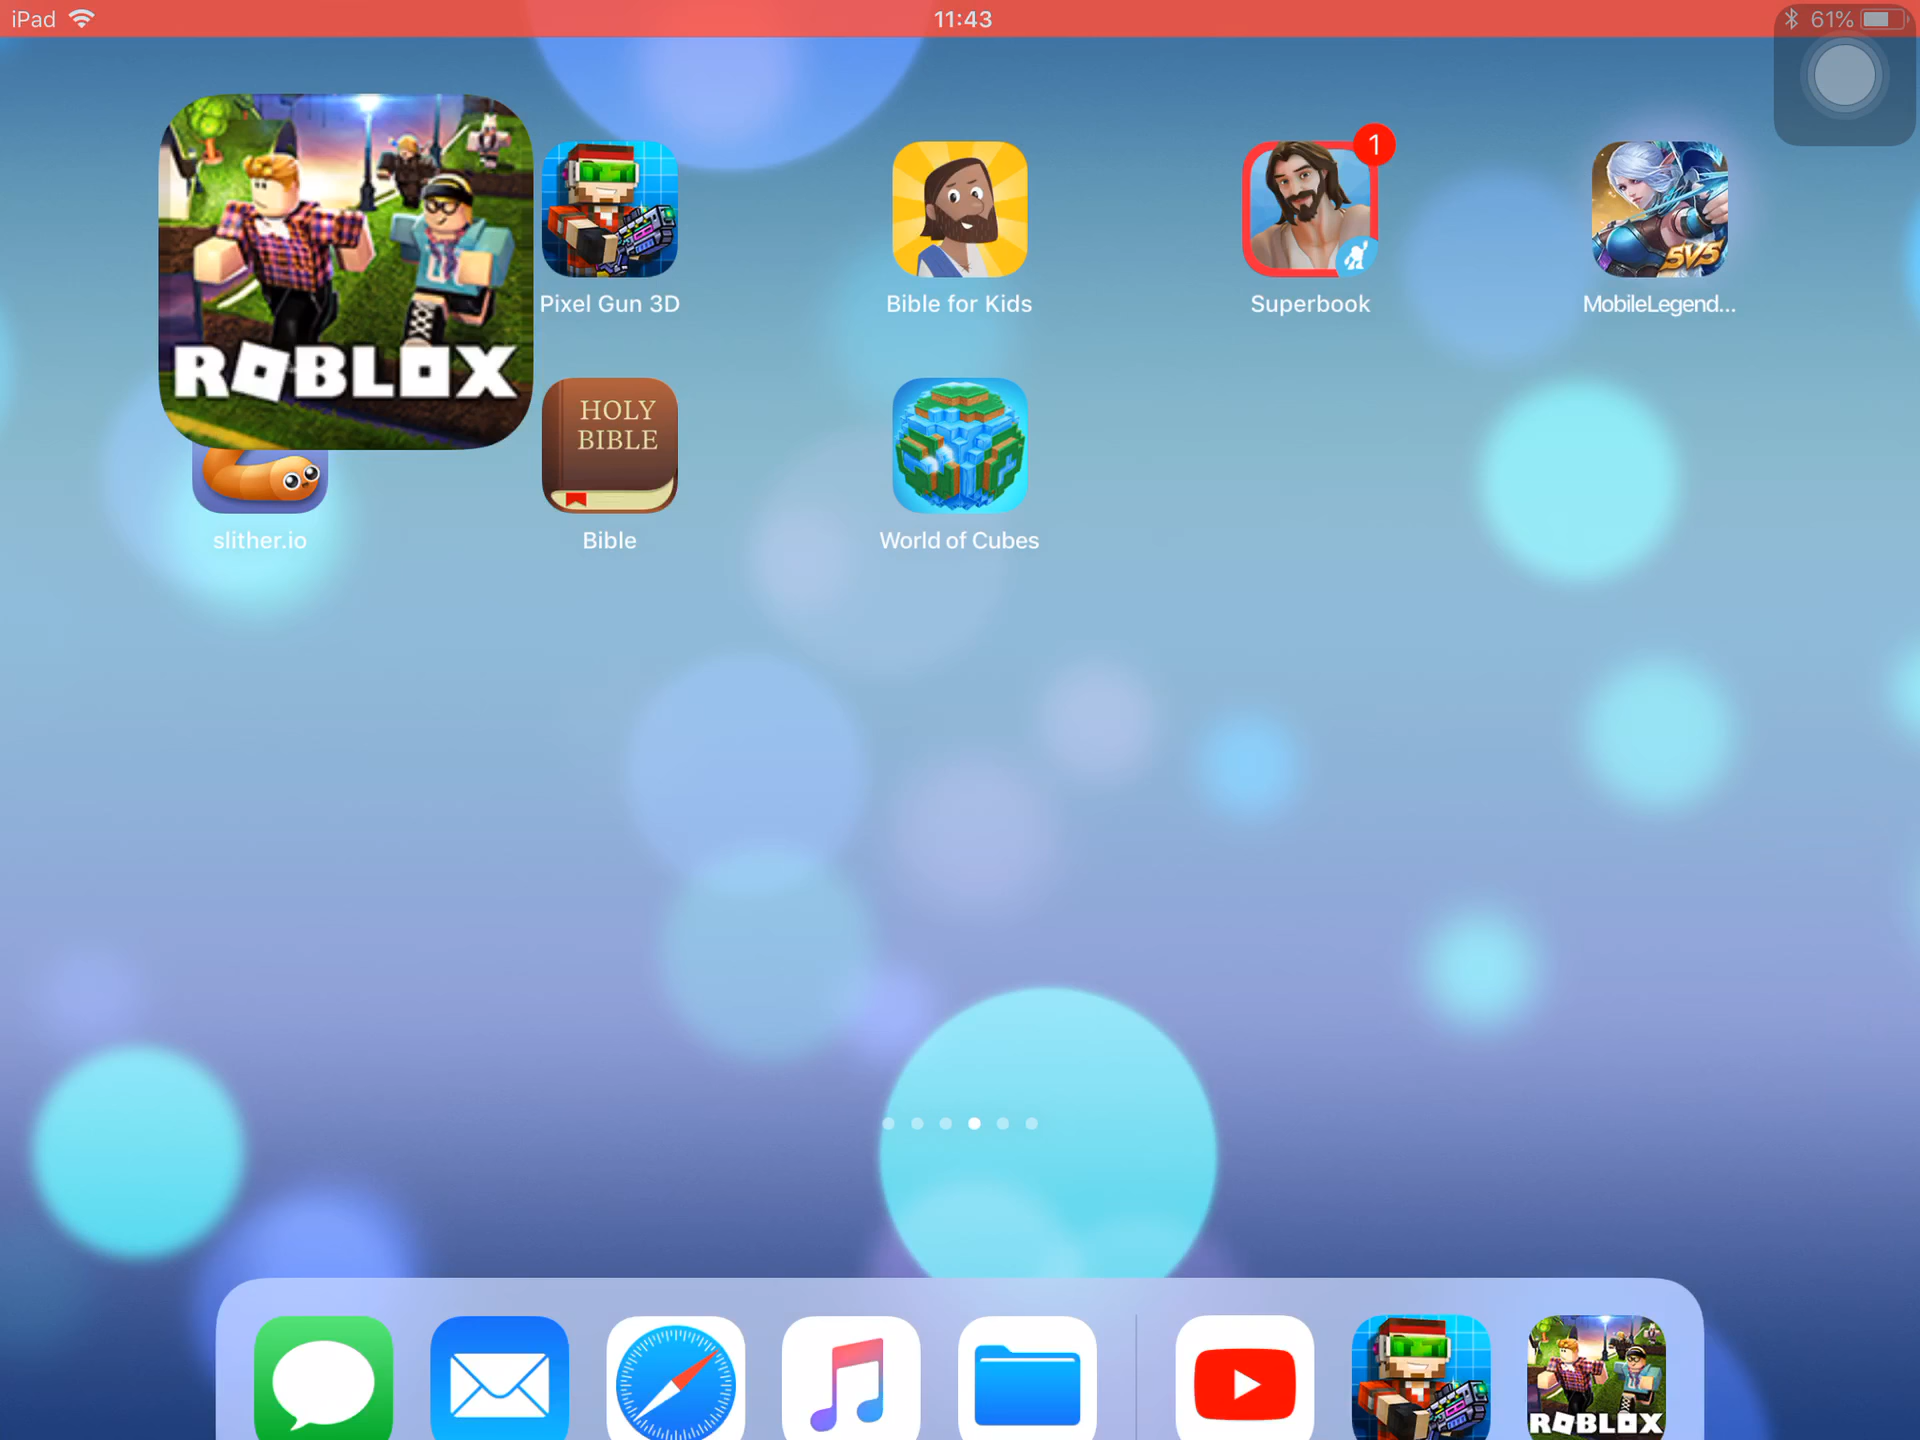 iPad
11:43
61%
ROBLOX
1
5V5
Pixel Gun 3D
Bible for Kids
Superbook
MobileLegend...
HOLY
BIBLE
slither.io
Bible
World of Cubes
ROBLOX